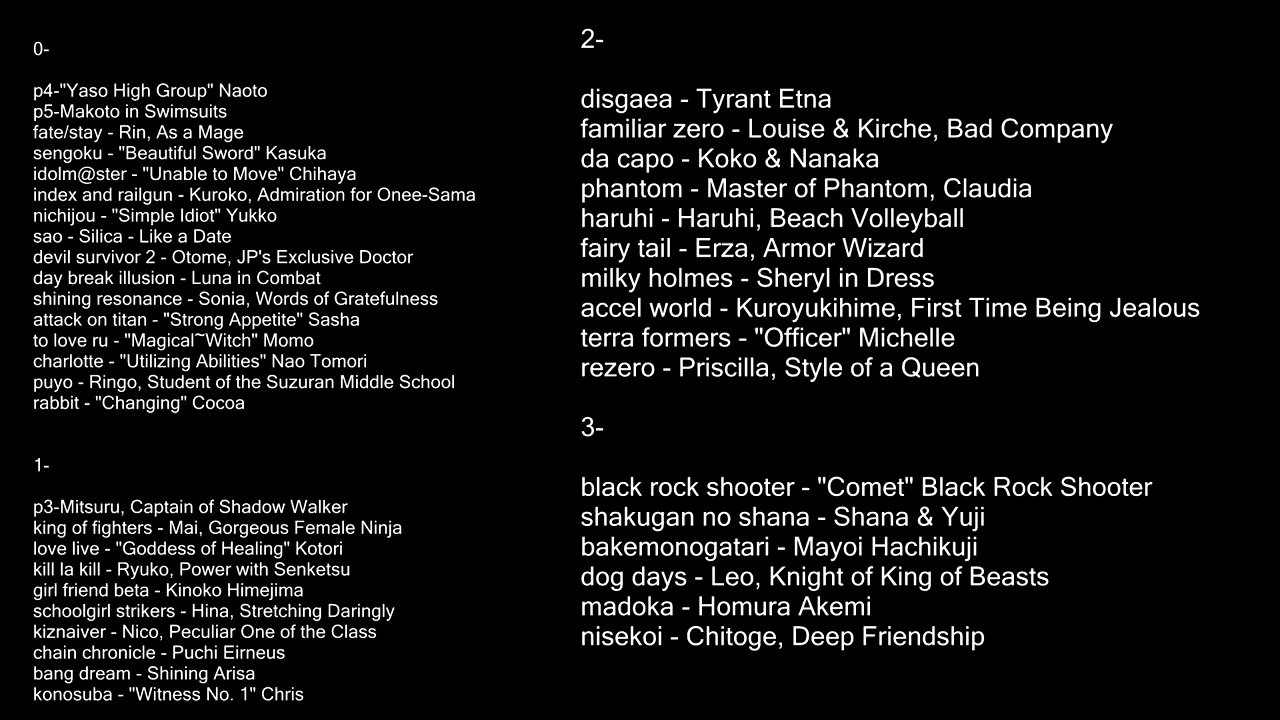 0-
p4-"Yaso High Group" Naoto
p5-Makoto in Swimsuits
fate/stay - Rin, As a Mage
sengoku - "Beautiful Sword" Kasuka
idolm@ster - "Unable to Move" Chihaya
index and railgun - Kuroko, Admiration for Onee-Sama
nichijou - "Simple Idiot" Yukko
sao - Silica - Like a Date
devil survivor 2 - Otome, JP's Exclusive Doctor
day break illusion - Luna in Combat
shining resonance - Sonia, Words of Gratefulness
attack on titan - "Strong Appetite" Sasha
to love ru - "Magical~Witch" Momo
charlotte - "Utilizing Abilities" Nao Tomori
puyo - Ringo, Student of the Suzuran Middle School
rabbit - "Changing" Cocoa
1-
p3-Mitsuru, Captain of Shadow Walker
king of fighters - Mai, Gorgeous Female Ninja
love live - "Goddess of Healing" Kotori
kill la kill - Ryuko, Power with Senketsu
girl friend beta - Kinoko Himejima
schoolgirl strikers - Hina, Stretching Daringly
kiznaiver - Nico, Peculiar One of the Class
chain chronicle - Puchi Eirneus
bang dream - Shining Arisa
konosuba - "Witness No. 1" Chris
2-
disgaea - Tyrant Etna
familiar zero - Louise & Kirche, Bad Company
da capo - Koko & Nanaka
phantom - Master of Phantom, Claudia
haruhi - Haruhi, Beach Volleyball
fairy tail - Erza, Armor Wizard
milky holmes - Sheryl in Dress
accel world - Kuroyukihime, First Time Being Jealous
terra formers - "Officer" Michelle
rezero - Priscilla, Style of a Queen
3-
black rock shooter - "Comet" Black Rock Shooter
shakugan no shana - Shana & Yuji
bakemonogatari - Mayoi Hachikuji
dog days - Leo, Knight of King of Beasts
madoka - Homura Akemi
nisekoi - Chitoge, Deep Friendship